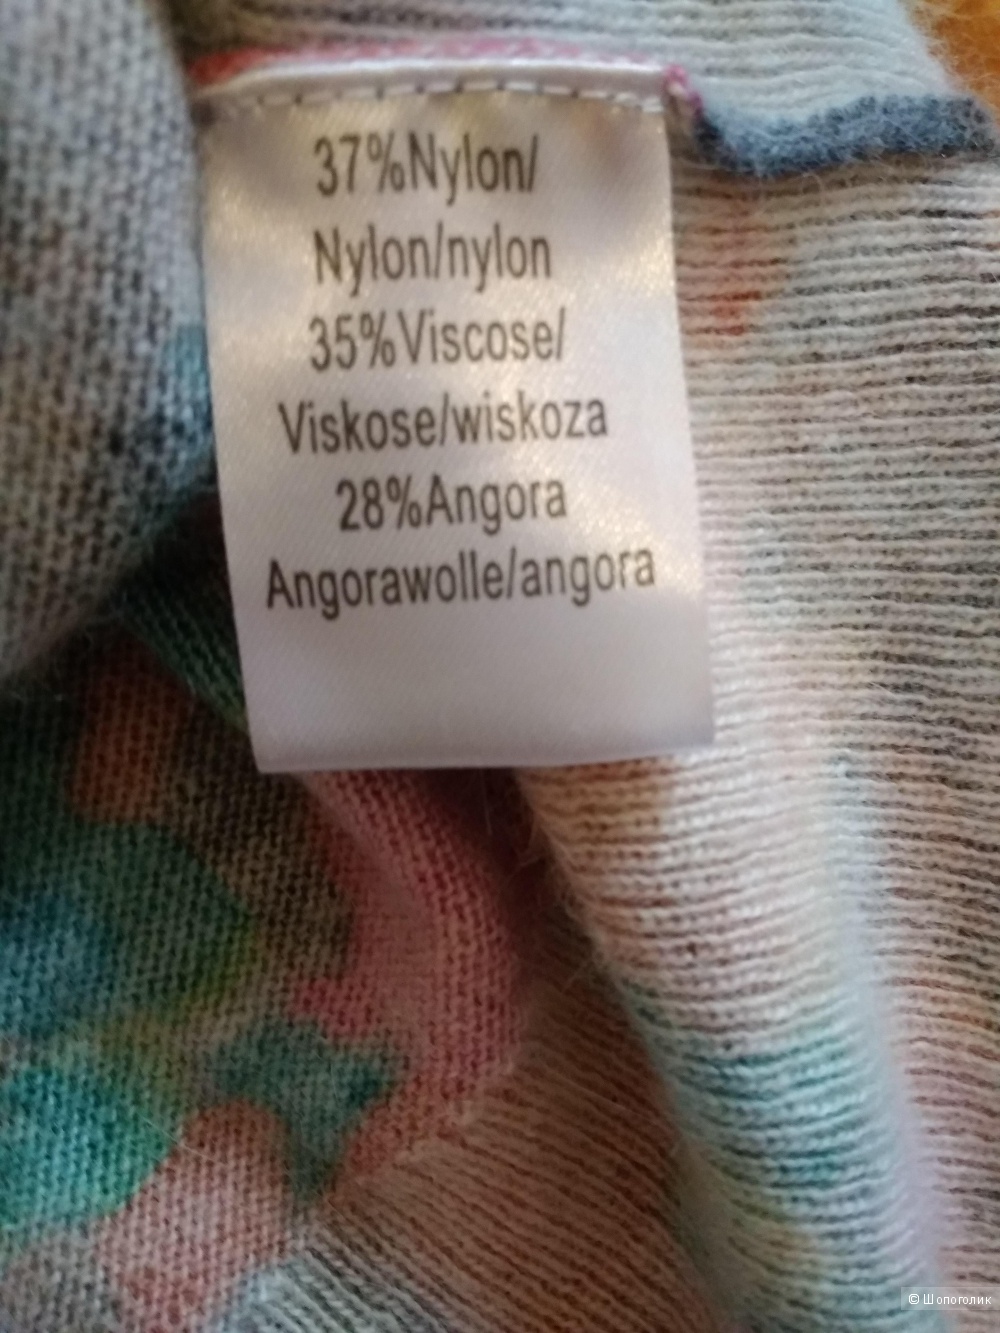 37%Nylon/
Nylon/nylon
35%Viscose/
Viskose/wiskoza
28%Angora
Angorawolle/angora
© Шопоголик